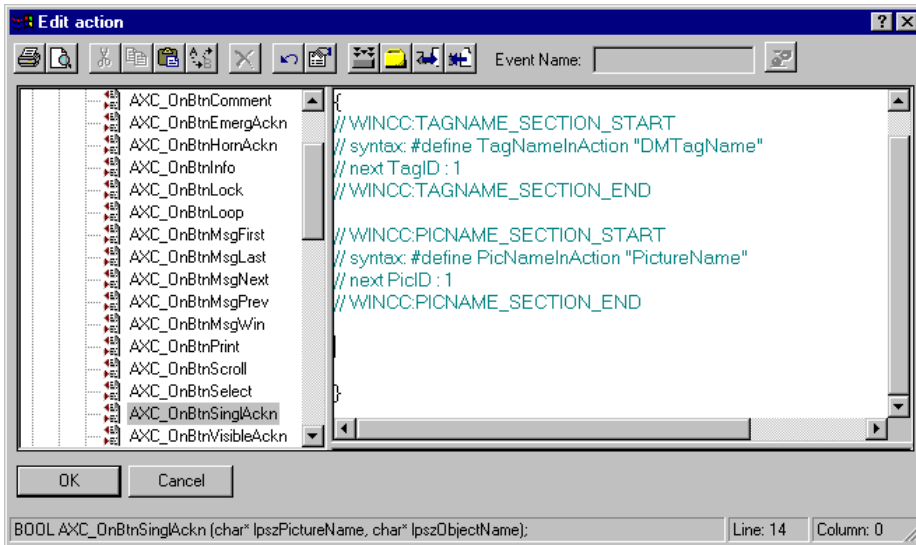 Edit action
Event Name:
AXC_OnBtnComment
AXC_OnBtnEmergAckn
AXC_OnBtnHornAckn
AXC_OnBtnInfo
AXC_OnBtnLock
AXC_OnBtnLoop
AXC_OnBtnMsgFirst
AXC_OnBtnMsgLast
AXC_OnBtnMsgNext
AXC_OnBtnMsgPrev
AXC_OnBtnMsgWin
AXC_OnBtnPrint
AXC_OnBtnScroll
AXC_OnBtnSelect
AXC_OnBtnSinglAckn
AXC_OnBtnVisibleAckn
{
// WINCC:TAGNAME_SECTION_START
// syntax: #define TagNameInAction "DMTagName"
// next TagID : 1
// WINCC:TAGNAME_SECTION_END
// WINCC:PICNAME_SECTION_START
// syntax: #define PicNameInAction "PictureName"
// next PicID : 1
// WINCC:PICNAME_SECTION_END
}
OK
Cancel
BOOL AXC_OnBtnSinglAckn (char* lpszPictureName, char* lpszObjectName);
Line: 14
Column: 0